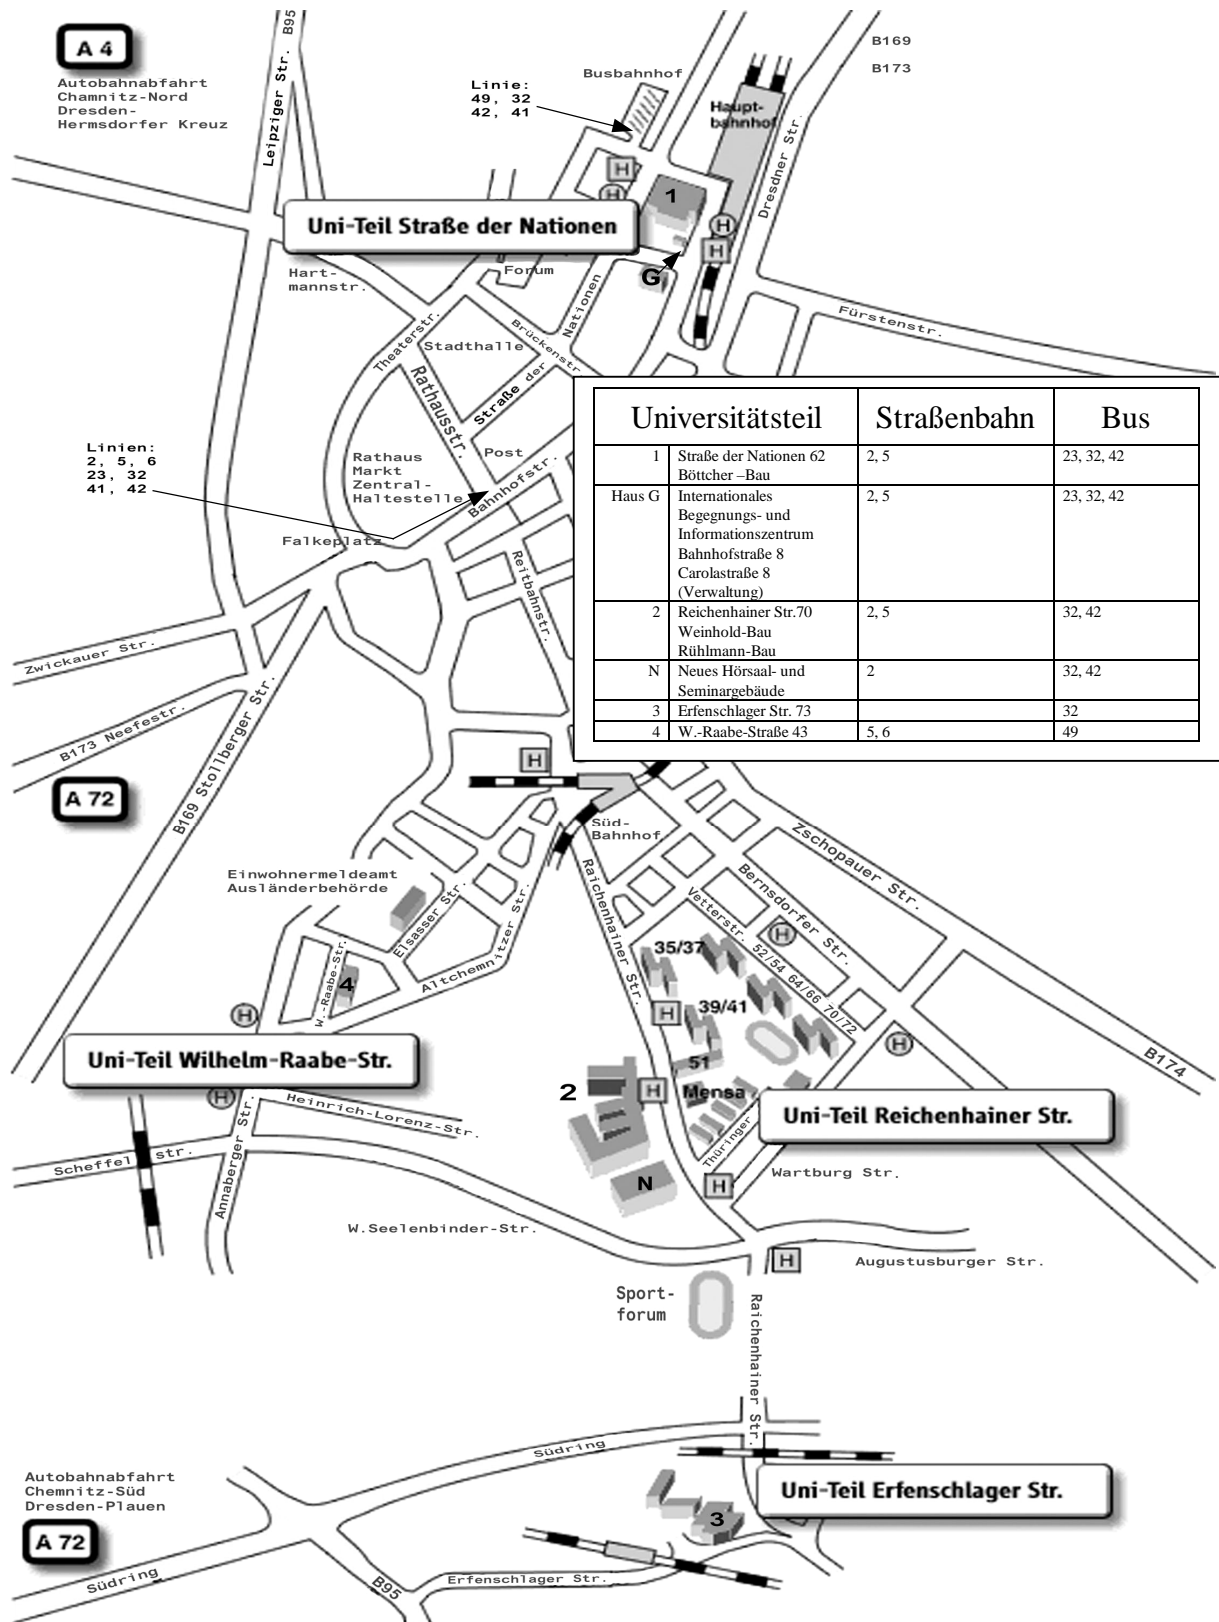 A 4
Autobahnabfahrt
Chamnitz-Nord
Dresden-
Hermsdorfer Kreuz
Leipziger Str. B95
Linie:
49, 32
42, 41
Busbahnhof
Haupt-
bahnhof
B169
B173
Dresdner Str.
H
H
1
H
H
G
Uni-Teil Straße der Nationen
Hart-
mannstr.
Forum
Nationen
Brückenstr.
Theaterstr.
Stadthalle
Straße der
Rathausstr.
Fürstenstr.
Linien:
2, 5, 6
23, 32
41, 42
Rathaus
Markt
Zentral-
Haltestelle
Post
Bahnhofstr.
Falkeplatz
Reitbahnstr.
Universitätsteil Straßenbahn Bus
1 Straße der Nationen 62 2, 5 23, 32, 42
Böttcher –Bau
Haus G Internationales 2, 5 23, 32, 42
Begegnungs- und
Informationszentrum
Bahnhofstraße 8
Carolastraße 8
(Verwaltung)
2 Reichenhainer Str.70 2, 5 32, 42
Weinhold-Bau
Rühlmann-Bau
N Neues Hörsaal- und 2 32, 42
Seminargebäude
3 Erfenschlager Str. 73 32
4 W.-Raabe-Straße 43 5, 6 49
Zwickauer Str.
B173 Neefestr.
B169 Stollberger Str.
A 72
H
Süd-
Bahnhof
Zschopauer Str.
Bernsdorfer Str.
Einwohnermeldeamt
Ausländerbehörde
Elsasser Str.
Altchemnitzer Str.
Raichenhainer Str.
Vetterstr. 52/54 64/66 70/72
H
35/37
39/41
H
51
H
Mensa
H
B174
W.-Raabe-Str.
4
H
Uni-Teil Wilhelm-Raabe-Str.
H
Heinrich-Lorenz-Str.
2
N
Uni-Teil Reichenhainer Str.
Thüringer
Wartburg Str.
H
Scheffel str.
Annaberger Str.
W.Seelenbinder-Str.
H
Augustusburger Str.
Sport-
forum
Raichenhainer Str.
Südring
Autobahnabfahrt
Chemnitz-Süd
Dresden-Plauen
A 72
Uni-Teil Erfenschlager Str.
3
Südring
B95
Erfenschlager Str.